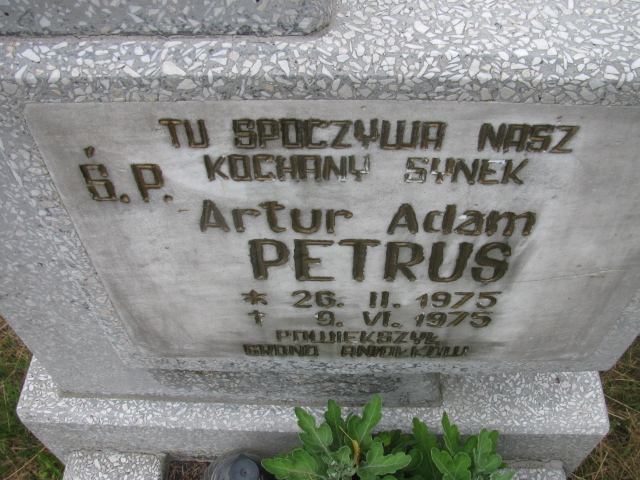 TU SPOCZYWA NASZ
Ś.P. KOCHANY SYNEK
Artur Adam
PETRUS
* 26. II. 1975
† 9. VI. 1975
POWIĘKSZYŁ
GRONO ANIOŁKÓW